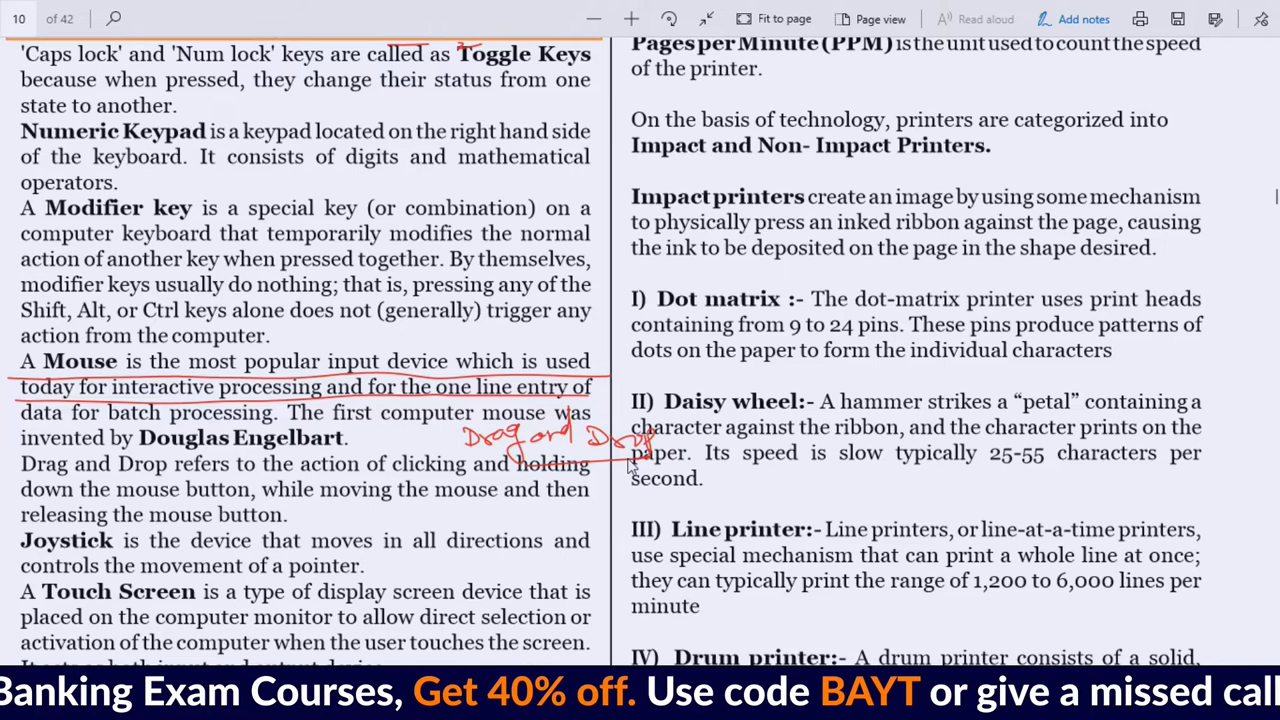 10 of 42
Fit to page
Page view
Read aloud
Add notes
'Caps lock' and 'Num lock' keys are called as Toggle Keys
because when pressed, they change their status from one
state to another.
Numeric Keypad is a keypad located on the right hand side
of the keyboard. It consists of digits and mathematical
operators.
A Modifier key is a special key (or combination) on a
computer keyboard that temporarily modifies the normal
action of another key when pressed together. By themselves,
modifier keys usually do nothing; that is, pressing any of the
Shift, Alt, or Ctrl keys alone does not (generally) trigger any
action from the computer.
A Mouse is the most popular input device which is used
today for interactive processing and for the one line entry of
data for batch processing. The first computer mouse was
invented by Douglas Engelbart.
Drag and Drop
Drag and Drop refers to the action of clicking and holding
down the mouse button, while moving the mouse and then
releasing the mouse button.
Joystick is the device that moves in all directions and
controls the movement of a pointer.
A Touch Screen is a type of display screen device that is
placed on the computer monitor to allow direct selection or
activation of the computer when the user touches the screen.
Pages per Minute (PPM) is the unit used to count the speed
of the printer.
On the basis of technology, printers are categorized into
Impact and Non- Impact Printers.
Impact printers create an image by using some mechanism
to physically press an inked ribbon against the page, causing
the ink to be deposited on the page in the shape desired.
I) Dot matrix :- The dot-matrix printer uses print heads
containing from 9 to 24 pins. These pins produce patterns of
dots on the paper to form the individual characters
II) Daisy wheel:- A hammer strikes a “petal” containing a
character against the ribbon, and the character prints on the
paper. Its speed is slow typically 25-55 characters per
second.
III) Line printer:- Line printers, or line-at-a-time printers,
use special mechanism that can print a whole line at once;
they can typically print the range of 1,200 to 6,000 lines per
minute
IV) Drum printer:- A drum printer consists of a solid,
Banking Exam Courses, Get 40% off. Use code BAYT or give a missed call